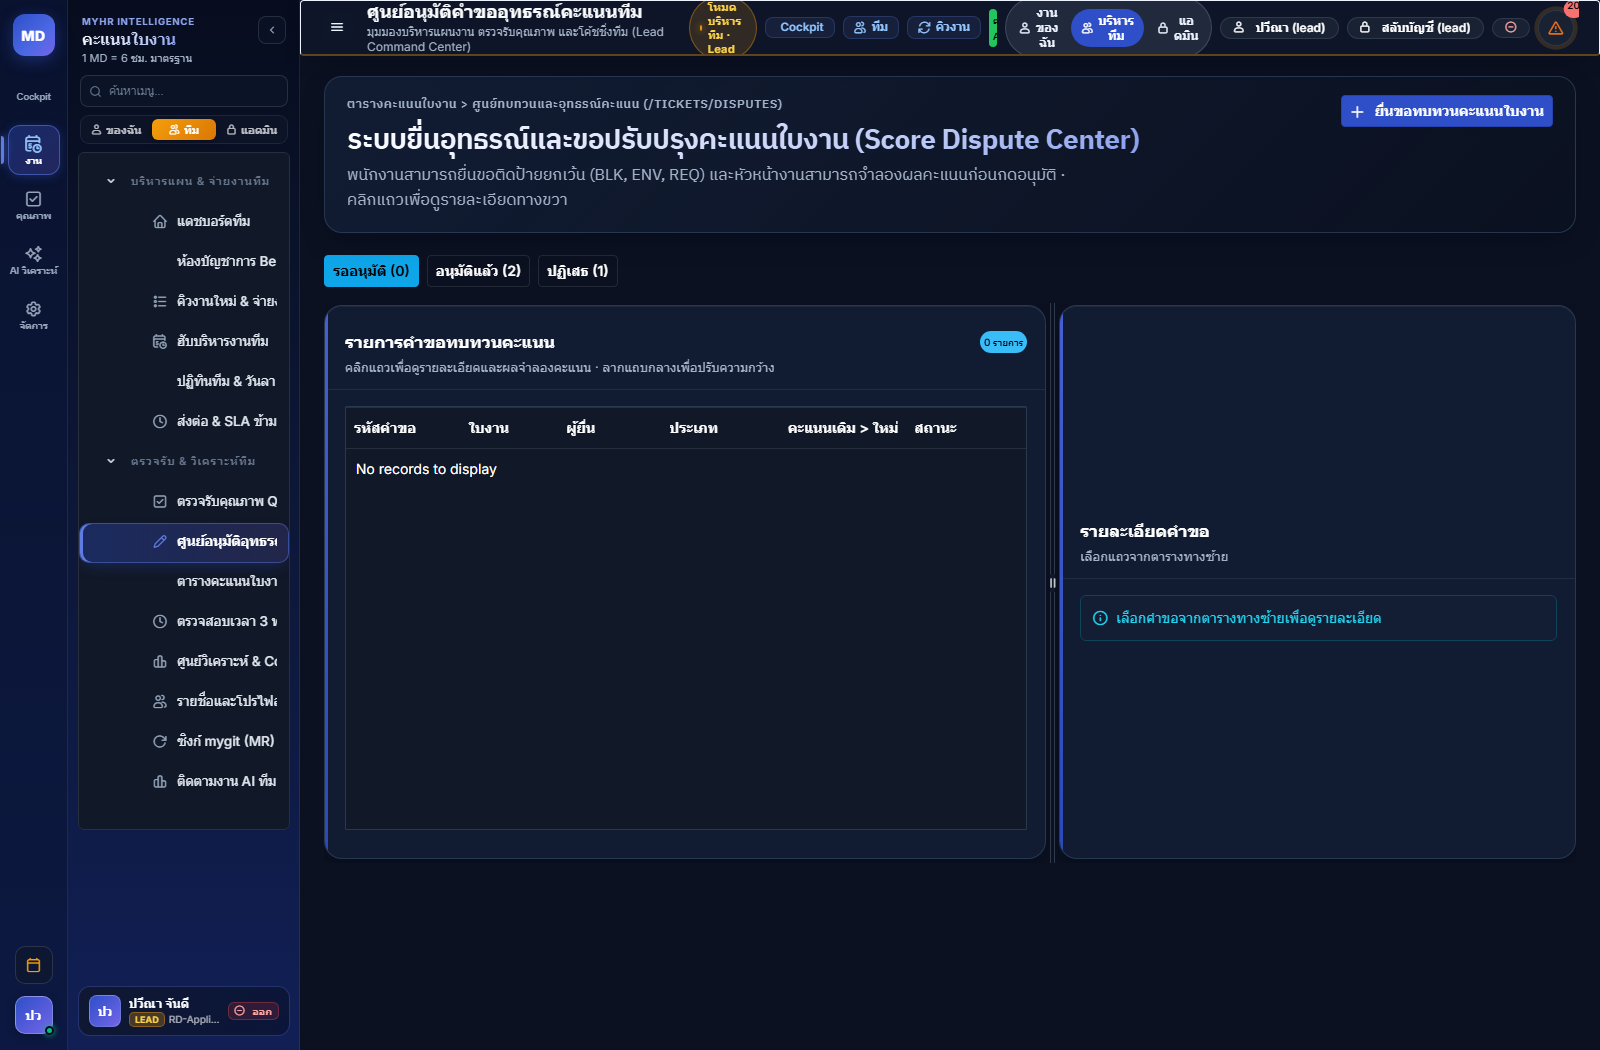 MD
Cockpit
งาน
คุณภาพ
AI วิเคราะห์
จัดการ
ปว
MYHR INTELLIGENCE
คะแนนใบงาน
1 MD = 6 ชม. มาตรฐาน
ค้นหาเมนู...
ของฉัน
ทีม
แอดมิน
บริหารแผน & จ่ายงานทีม
แดชบอร์ดทีม
ห้องบัญชาการ Be
คิวงานใหม่ & จ่าย
ฮับบริหารงานทีม
ปฏิทินทีม & วันลา
ส่งต่อ & SLA ข้าม
ตรวจรับ & วิเคราะห์ทีม
ตรวจรับคุณภาพ Q
ศูนย์อนุมัติอุทธร
ตารางคะแนนใบงา
ตรวจสอบเวลา 3
ศูนย์วิเคราะห์ & Co
รายชื่อและโปรไฟล
ซิงก์ mygit (MR)
ติดตามงาน AI ทีม
ปว
ปวีณา จันดี
LEAD RD-Appli...
ออก
ศูนย์อนุมัติคำขออุทธรณ์คะแนนทีม
มุมมองบริหารแผนงาน ตรวจรับคุณภาพ และโค้ชชิ่งทีม (Lead
Command Center)
โหมด
บริหาร
ทีม ·
Lead
Cockpit
ทีม
คิวงาน
งาน
ของ
ฉัน
บริหาร
ทีม
แอ
ดมิน
ปวีณา (lead)
สลับบัญชี (lead)
20
ตารางคะแนนใบงาน > ศูนย์ทบทวนและอุทธรณ์คะแนน (/TICKETS/DISPUTES)
ระบบยื่นอุทธรณ์และขอปรับปรุงคะแนนใบงาน (Score Dispute Center)
พนักงานสามารถยื่นขอติดป้ายยกเว้น (BLK, ENV, REQ) และหัวหน้างานสามารถจำลองผลคะแนนก่อนกดอนุมัติ ·
คลิกแถวเพื่อดูรายละเอียดทางขวา
ยื่นขอทบทวนคะแนนใบงาน
รออนุมัติ (0)
อนุมัติแล้ว (2)
ปฏิเสธ (1)
รายการคำขอทบทวนคะแนน
คลิกแถวเพื่อดูรายละเอียดและผลจำลองคะแนน · ลากแถบกลางเพื่อปรับความกว้าง
0 รายการ
รหัสคำขอ ใบงาน ผู้ยื่น ประเภท คะแนนเดิม > ใหม่ สถานะ
No records to display
รายละเอียดคำขอ
เลือกแถวจากตารางทางซ้าย
เลือกคำขอจากตารางทางซ้ายเพื่อดูรายละเอียด